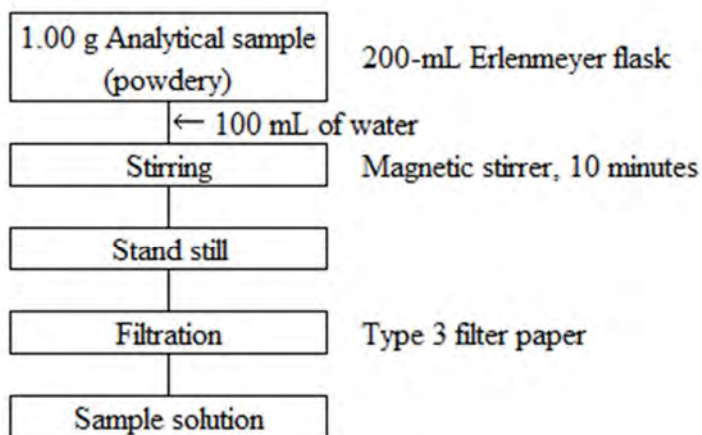 1.00 g Analytical sample
(powdery)
200-mL Erlenmeyer flask
← 100 mL of water
Stirring
Magnetic stirrer, 10 minutes
Stand still
Filtration
Type 3 filter paper
Sample solution